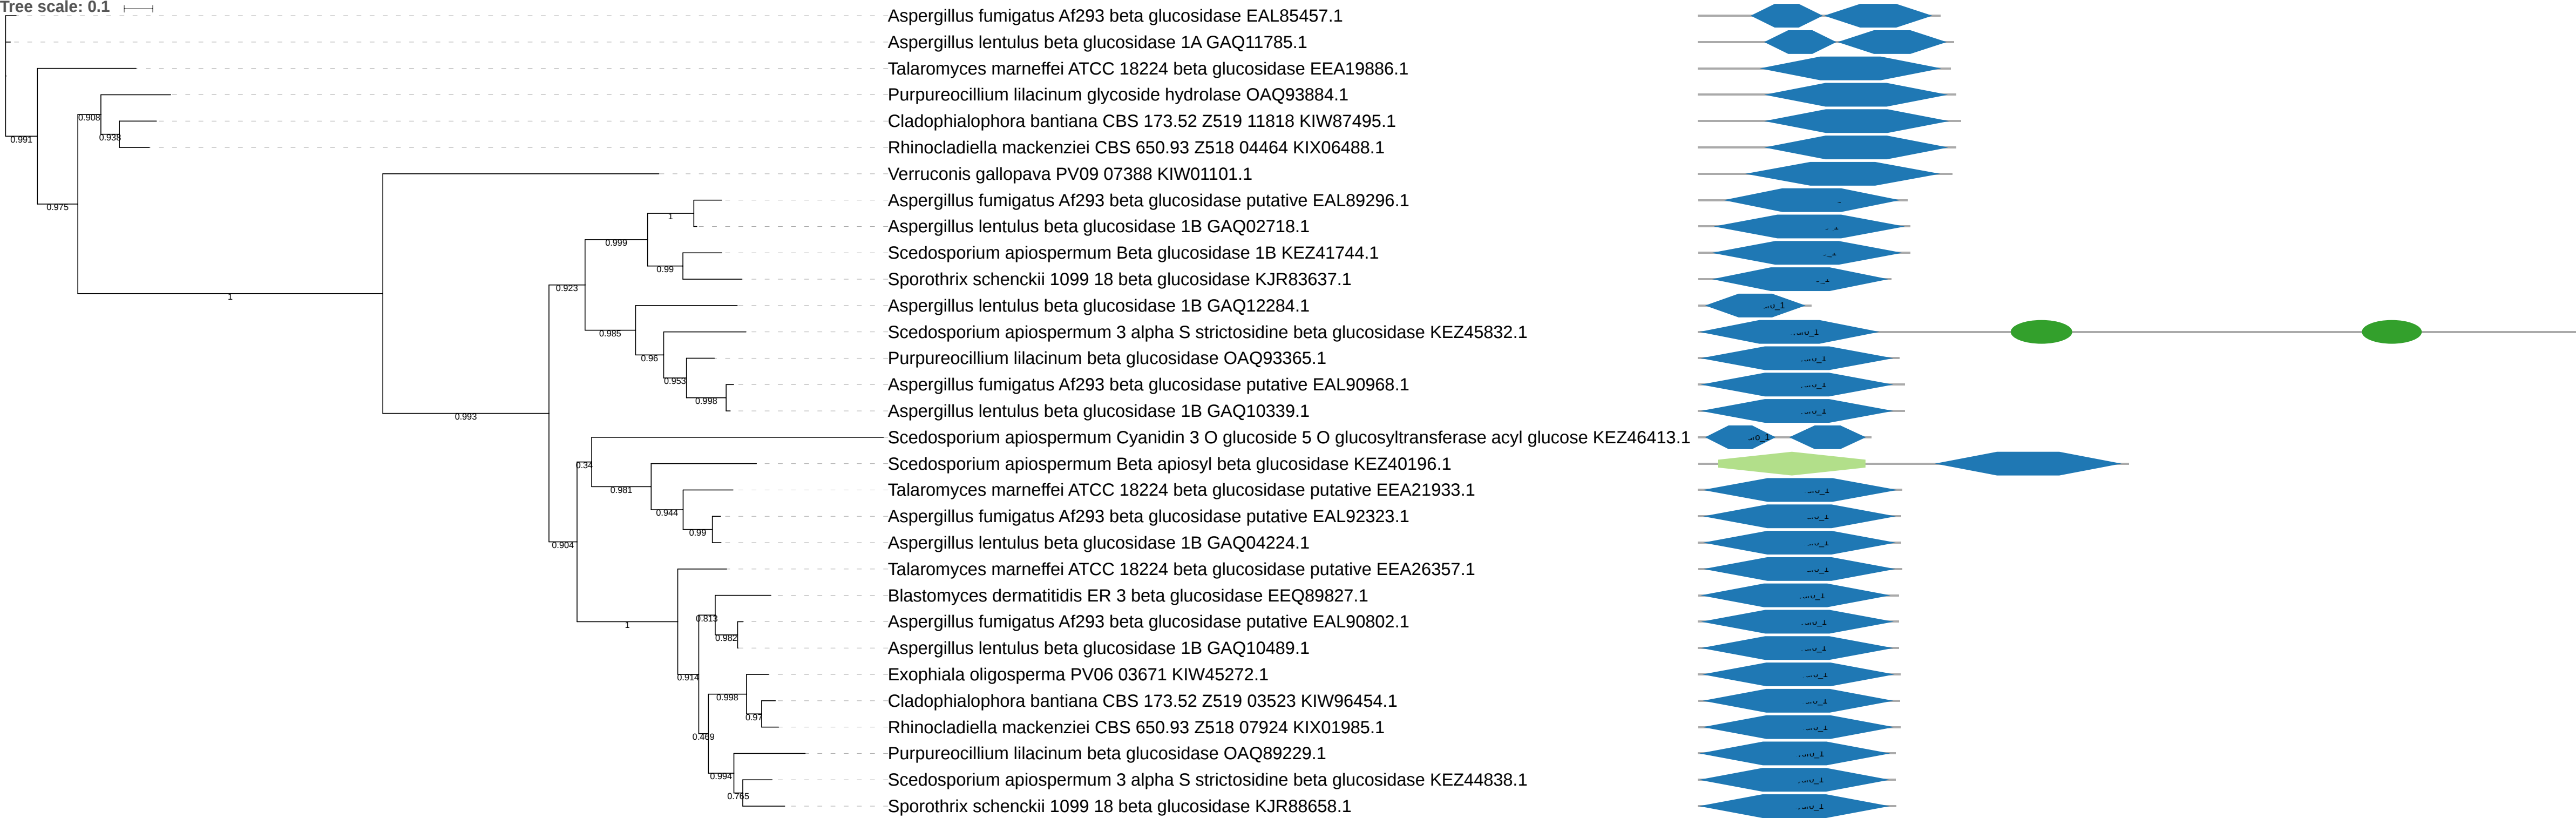 Tree scale: 0.1
Aspergillus fumigatus Af293 beta glucosidase EAL85457.1
Aspergillus lentulus beta glucosidase 1A GAQ11785.1
Talaromyces marneffei ATCC 18224 beta glucosidase EEA19886.1
Purpureocillium lilacinum glycoside hydrolase OAQ93884.1
0.908
Cladophialophora bantiana CBS 173.52 Z519 11818 KIW87495.1
0.991
0.938
Rhinocladiella mackenziei CBS 650.93 Z518 04464 KIX06488.1
Verruconis gallopava PV09 07388 KIW01101.1
Aspergillus fumigatus Af293 beta glucosidase putative EAL89296.1
0.975
1
Aspergillus lentulus beta glucosidase 1B GAQ02718.1
0.999
Scedosporium apiospermum Beta glucosidase 1B KEZ41744.1
0.99
Sporothrix schenckii 1099 18 beta glucosidase KJR83637.1
0.923
1
Aspergillus lentulus beta glucosidase 1B GAQ12284.1
0.985
Scedosporium apiospermum 3 alpha S strictosidine beta glucosidase KEZ45832.1
0.96
Purpureocillium lilacinum beta glucosidase OAQ93365.1
0.953
Aspergillus fumigatus Af293 beta glucosidase putative EAL90968.1
0.998
Aspergillus lentulus beta glucosidase 1B GAQ10339.1
0.993
Scedosporium apiospermum Cyanidin 3 O glucoside 5 O glucosyltransferase acyl glucose KEZ46413.1
0.34
Scedosporium apiospermum Beta apiosyl beta glucosidase KEZ40196.1
0.981
Talaromyces marneffei ATCC 18224 beta glucosidase putative EEA21933.1
0.944
Aspergillus fumigatus Af293 beta glucosidase putative EAL92323.1
0.99
Aspergillus lentulus beta glucosidase 1B GAQ04224.1
0.904
Talaromyces marneffei ATCC 18224 beta glucosidase putative EEA26357.1
Blastomyces dermatitidis ER 3 beta glucosidase EEQ89827.1
0.813
Aspergillus fumigatus Af293 beta glucosidase putative EAL90802.1
1
0.982
Aspergillus lentulus beta glucosidase 1B GAQ10489.1
Exophiala oligosperma PV06 03671 KIW45272.1
0.914
0.998
Cladophialophora bantiana CBS 173.52 Z519 03523 KIW96454.1
0.97
Rhinocladiella mackenziei CBS 650.93 Z518 07924 KIX01985.1
0.469
Purpureocillium lilacinum beta glucosidase OAQ89229.1
0.994
Scedosporium apiospermum 3 alpha S strictosidine beta glucosidase KEZ44838.1
0.765
Sporothrix schenckii 1099 18 beta glucosidase KJR88658.1